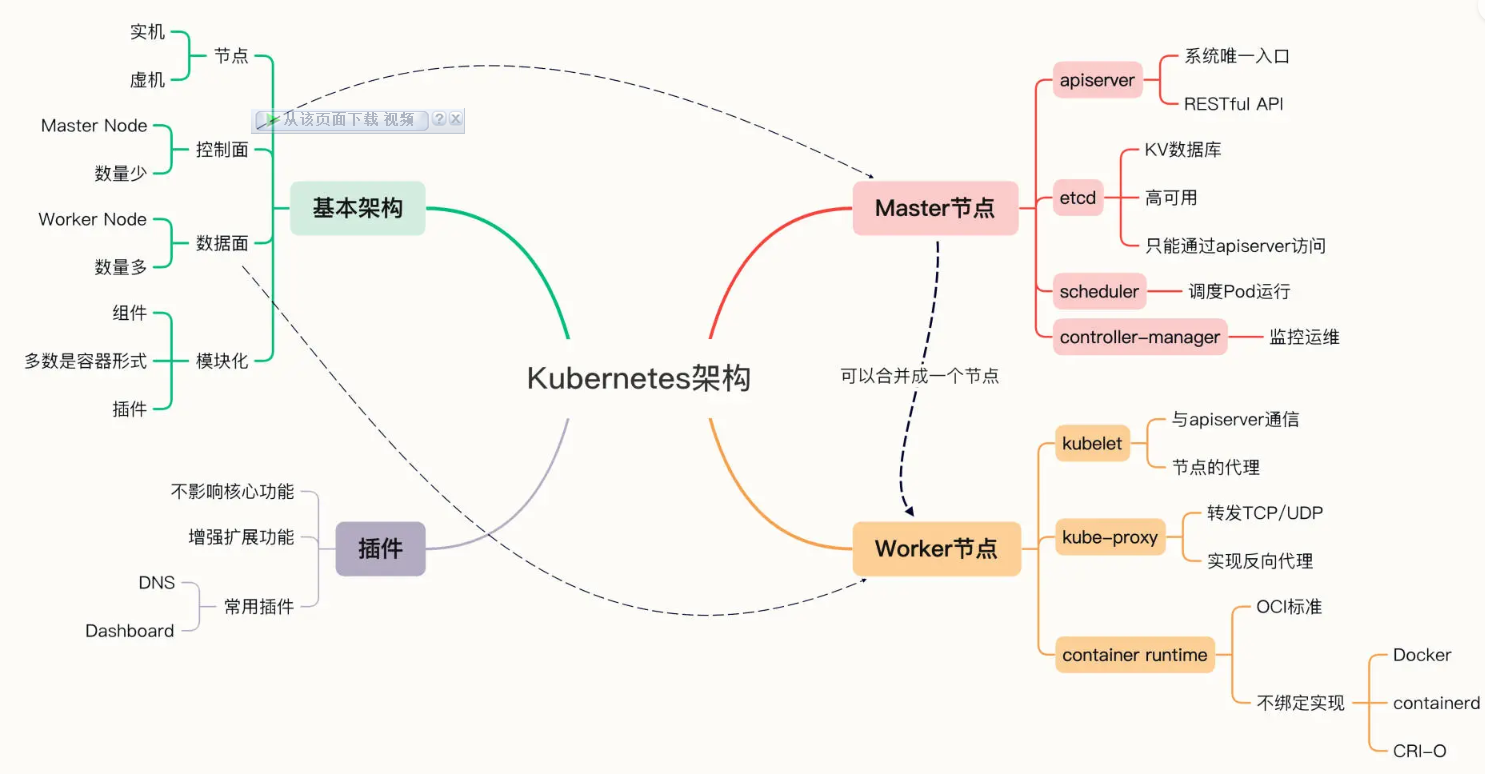 Kubernetes架构
基本架构
节点
实机
虚机
控制面
Master Node
数量少
数据面
Worker Node
数量多
模块化
组件
多数是容器形式
插件
从该页面下载 视频
?
x
插件
不影响核心功能
增强扩展功能
常用插件
DNS
Dashboard
Master节点
apiserver
系统唯一入口
RESTful API
etcd
KV数据库
高可用
只能通过apiserver访问
scheduler
调度Pod运行
controller-manager
监控运维
可以合并成一个节点
Worker节点
kubelet
与apiserver通信
节点的代理
kube-proxy
转发TCP/UDP
实现反向代理
container runtime
OCI标准
不绑定实现
Docker
containerd
CRI-O